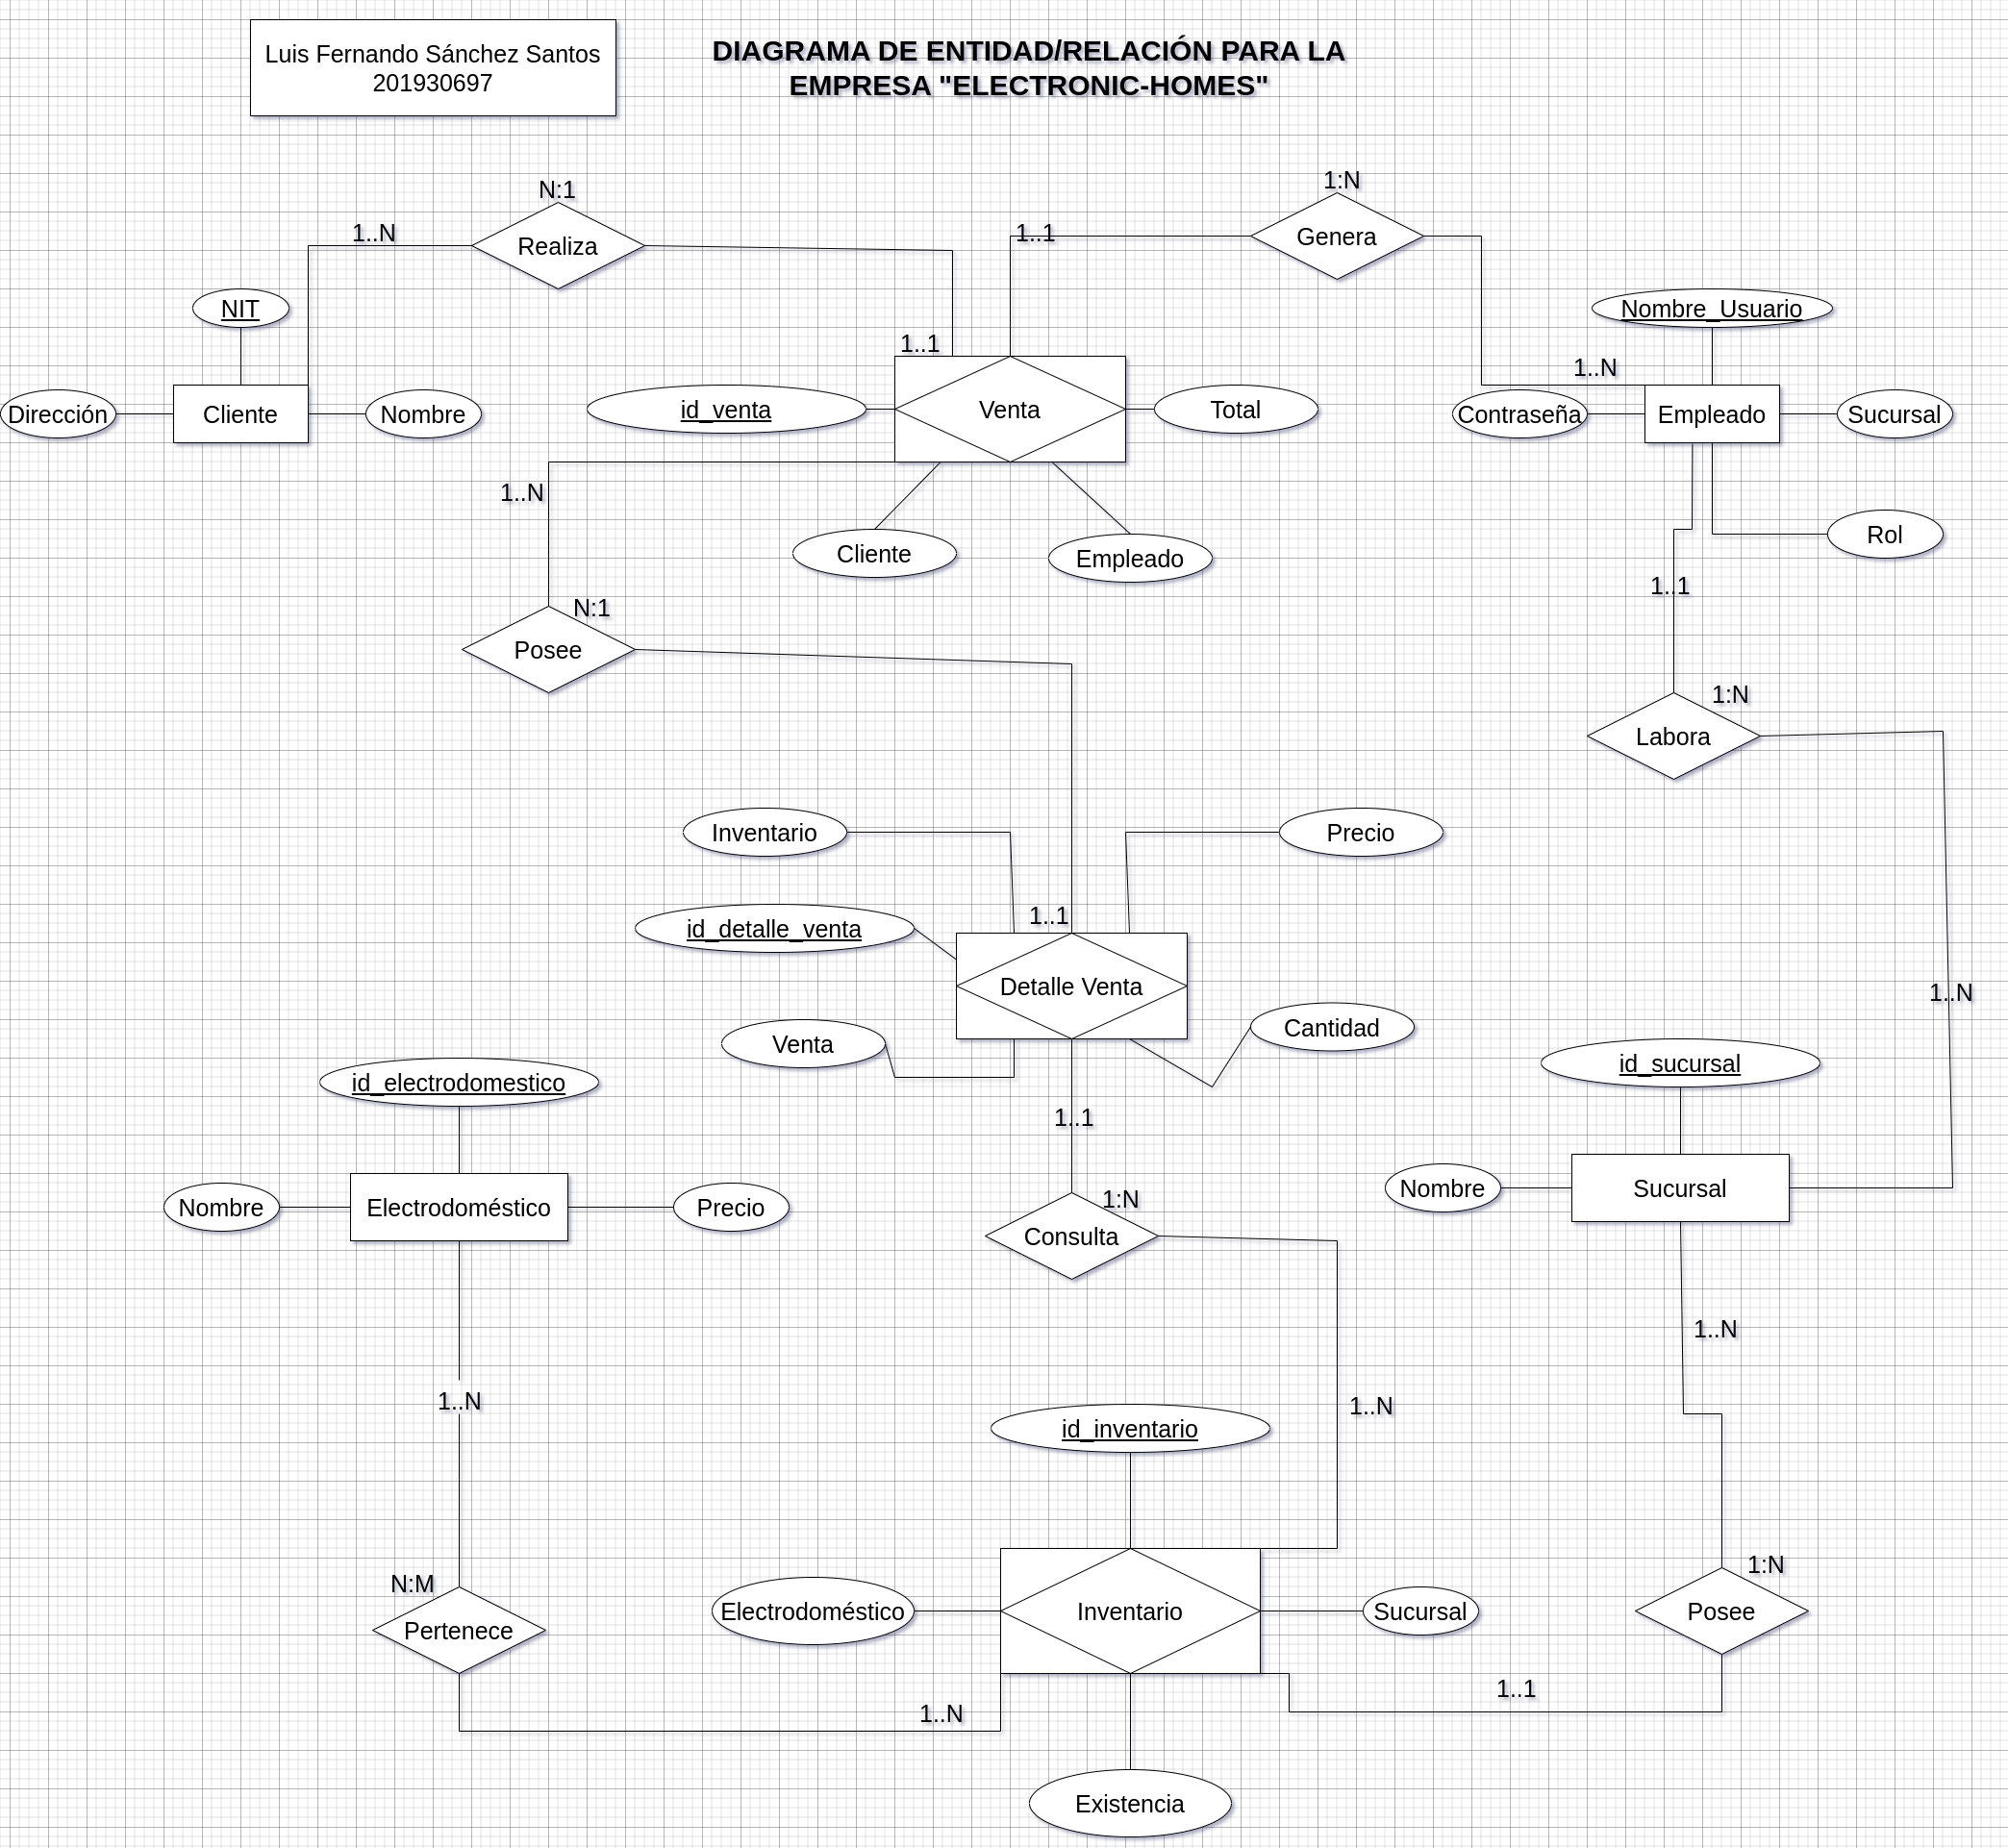 Luis Fernando Sánchez Santos
201930697
DIAGRAMA DE ENTIDAD/RELACIÓN PARA LA
EMPRESA "ELECTRONIC-HOMES"
N:1
1:N
1..N
Realiza
1..1
Genera
NIT
Nombre_Usuario
1..1
1..N
Dirección
Cliente
Nombre
id_venta
Venta
Total
Contraseña
Empleado
Sucursal
1..N
Cliente
Empleado
Rol
1..1
N:1
Posee
1:N
Labora
Inventario
Precio
1..1
id_detalle_venta
Detalle Venta
1..N
Venta
Cantidad
id_electrodomestico
id_sucursal
1..1
Nombre
Electrodoméstico
Precio
1:N
Consulta
Nombre
Sucursal
1..N
1..N
1..N
id_inventario
N:M
Pertenece
Electrodoméstico
Inventario
Sucursal
1:N
Posee
1..N
1..1
Existencia